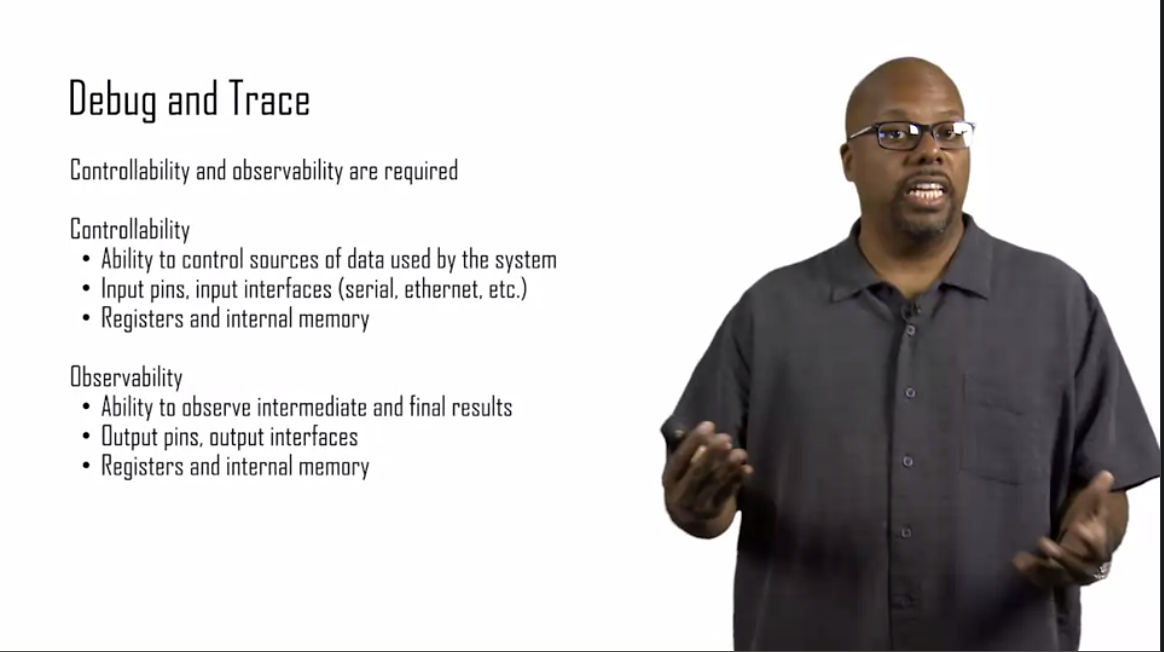 Debug and Trace
Controllability and observability are required
Controllability
• Ability to control sources of data used by the system
• Input pins, input interfaces (serial, ethernet, etc.)
• Registers and internal memory
Observability
• Ability to observe intermediate and final results
• Output pins, output interfaces
• Registers and internal memory